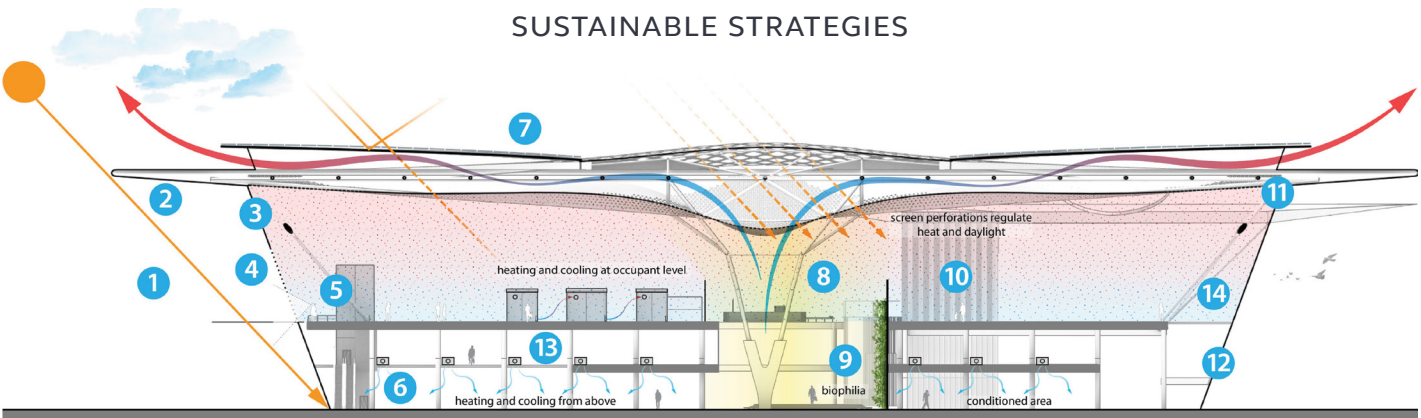 SUSTAINABLE STRATEGIES
7
2
3
11
screen perforations regulate
heat and daylight
1
4
heating and cooling at occupant level
8
10
5
14
13
9
12
6
biophilia
heating and cooling from above
conditioned area